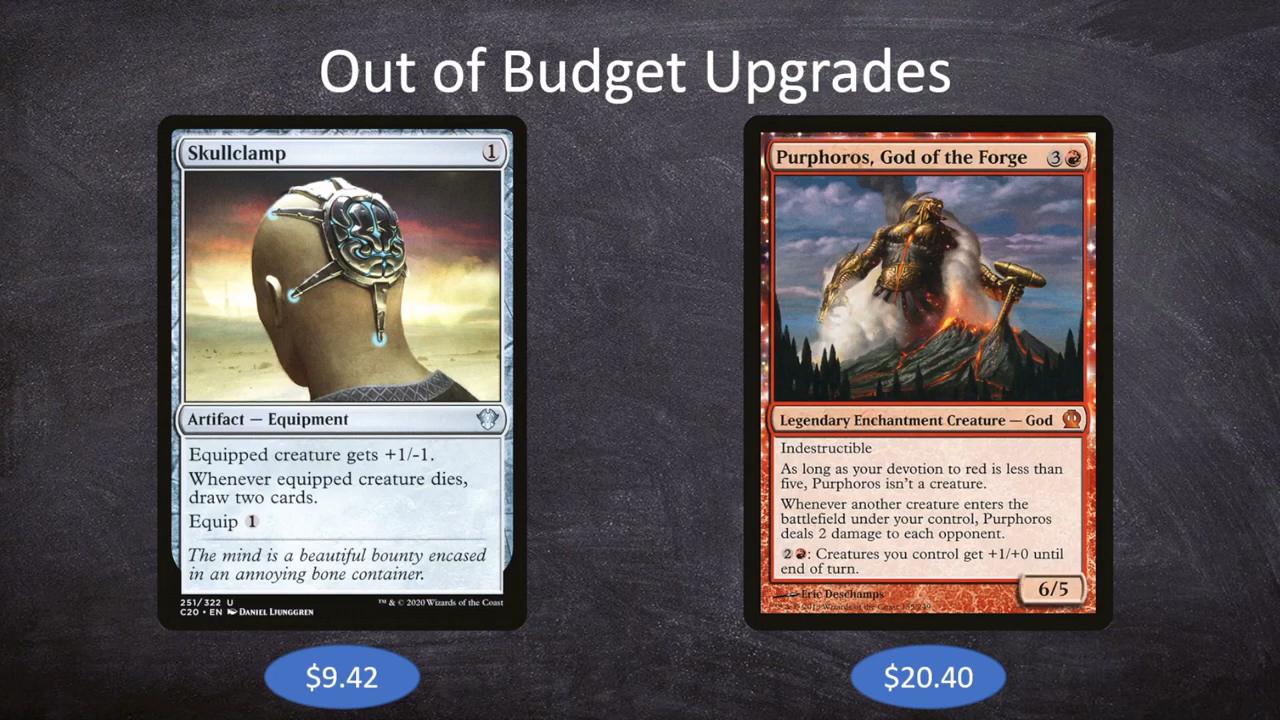 Out of Budget Upgrades
Skullclamp 1
Artifact — Equipment
Equipped creature gets +1/-1.
Whenever equipped creature dies,
draw two cards.
Equip 1
The mind is a beautiful bounty encased
in an annoying bone container.
251/322 U
C20 • EN Daniel Ljunggren
™ & © 2020 Wizards of the Coast
$9.42
Purphoros, God of the Forge 3
Legendary Enchantment Creature — God
Indestructible
As long as your devotion to red is less than
five, Purphoros isn't a creature.
Whenever another creature enters the
battlefield under your control, Purphoros
deals 2 damage to each opponent.
2 : Creatures you control get +1/+0 until
end of turn.
6/5
Eric Deschamps
Wizards of the Coast
$20.40